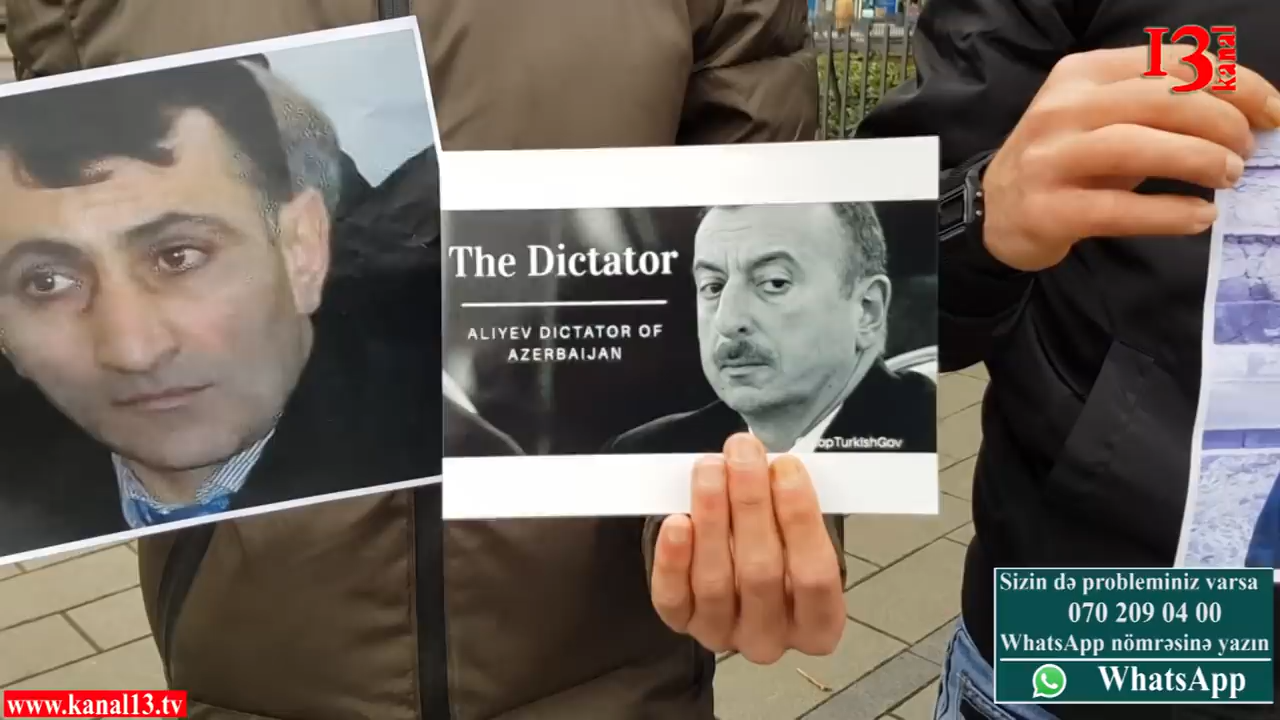 13 kanal
The Dictator
ALIYEV DICTATOR OF
AZERBAIJAN
Sizin də probleminiz varsa
070 209 04 00
WhatsApp nömrəsinə yazın
WhatsApp
www.kanal13.tv